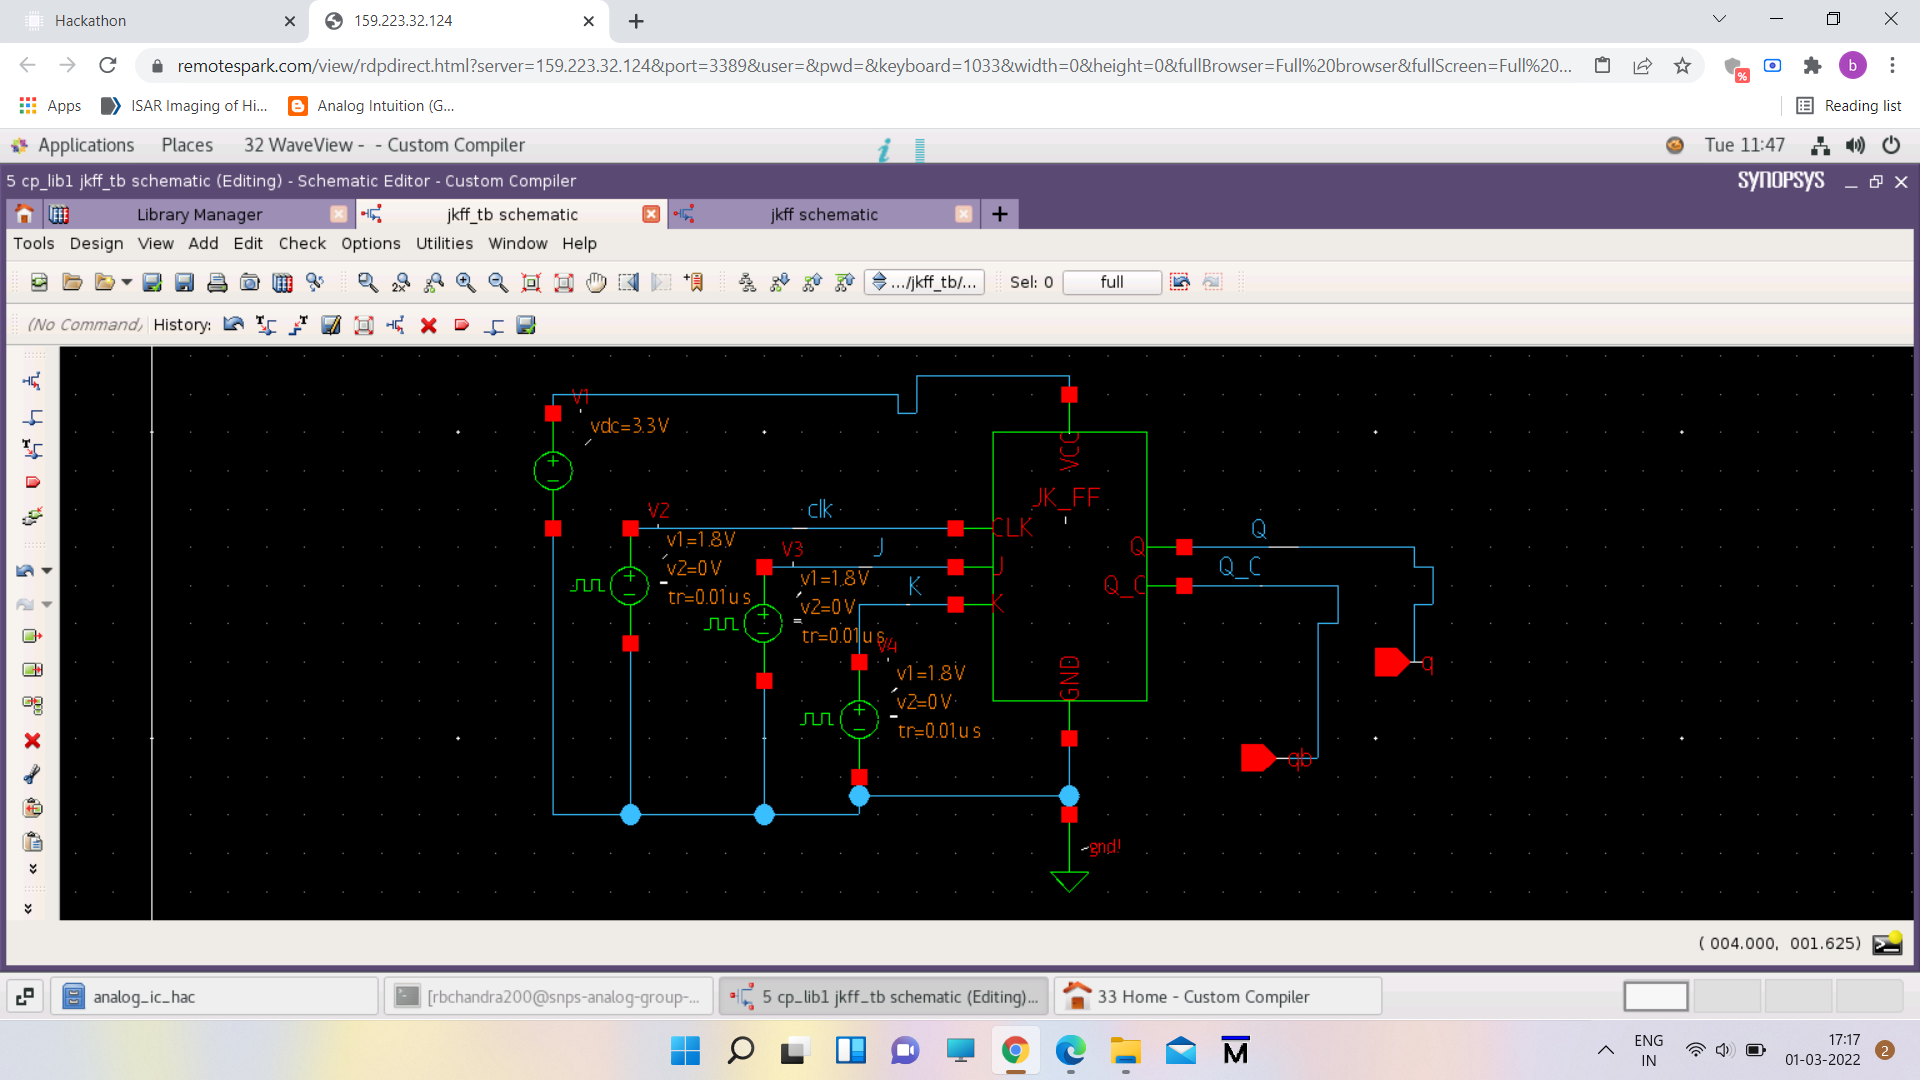 Hackathon
159.223.32.124
remotespark.com/view/rdpdirect.html?server=159.223.32.124&port=3389&user=&pwd=&keyboard=1033&width=0&height=0&fullBrowser=Full%20browser&fullScreen=Full%20...
%
b
Apps
ISAR Imaging of Hi...
Analog Intuition (G...
Reading list
Applications Places 32 WaveView - - Custom Compiler
i
Tue 11:47
5 cp_lib1 jkff_tb schematic (Editing) - Schematic Editor - Custom Compiler
SYNOPSYS
Library Manager
jkff_tb schematic
jkff schematic
Tools Design View Add Edit Check Options Utilities Window Help
2x
.../jkff_tb/...
Sel: 0
full
(No Command) History:
V1
vdc=3.3V
VCC
JK_FF
V2
clk
CLK
v1=1.8V
v2=0V
tr=0.01us
V3
J
J
v1=1.8V
v2=0V
tr=0.01us
K
K
V4
v1=1.8V
v2=0V
tr=0.01us
Q
Q
Q_C
Q_C
GND
q
qb
gnd!
( 004.000, 001.625)
analog_ic_hac
[rbchandra200@snps-analog-group-...
5 cp_lib1 jkff_tb schematic (Editing)...
33 Home - Custom Compiler
M
ENG
IN
17:17
01-03-2022
2